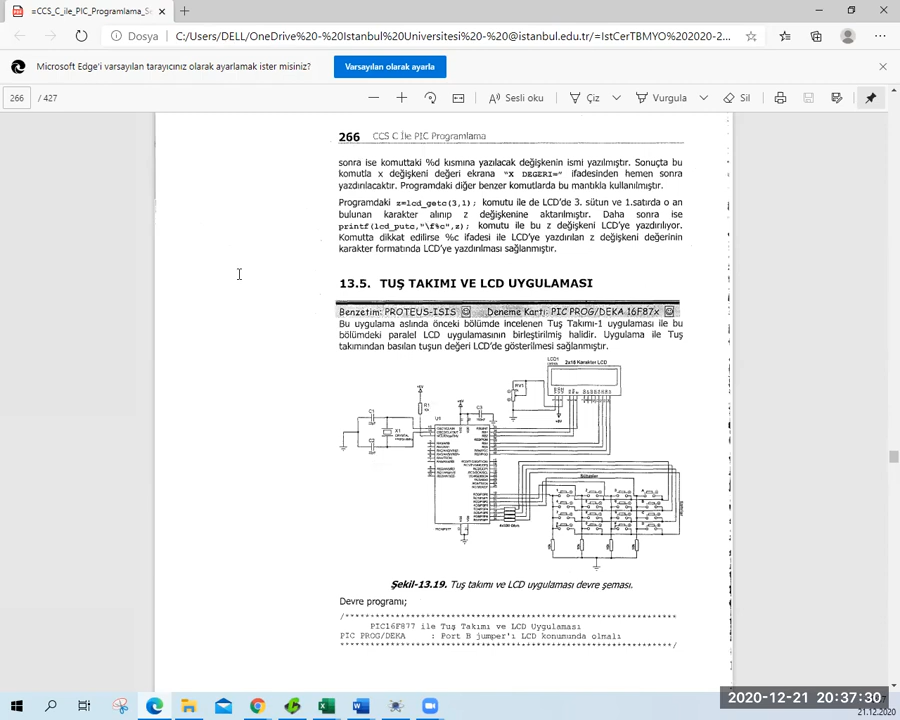 =CCS_C_ile_PIC_Programlama_Se
Dosya
C:/Users/DELL/OneDrive%20-%20Istanbul%20Universitesi%20-%20@istanbul.edu.tr/=IstCerTBMYO%202020-2...
Microsoft Edge'i varsayılan tarayıcınız olarak ayarlamak ister misiniz?
Varsayılan olarak ayarla
266 / 427
Sesli oku
Çiz
Vurgula
Sil
266 CCS C İle PIC Programlama
sonra ise komuttaki %d kısmına yazılacak değişkenin ismi yazılmıştır. Sonuçta bu
komutla x değişkeni değeri ekrana "X DEGERI=" ifadesinden hemen sonra
yazdırılacaktır. Programdaki diğer benzer komutlarda bu mantıkla kullanılmıştır.
Programdaki z=lcd_getc(3,1); komutu ile de LCD'de 3. sütun ve 1.satırda o an
bulunan karakter alınıp z değişkenine aktarılmıştır. Daha sonra ise
printf(lcd_putc,"\f%c",z); komutu ile bu z değişkeni LCD'ye yazdırılıyor.
Komutta dikkat edilirse %c ifadesi ile LCD'ye yazdırılan z değişkeni değerinin
karakter formatında LCD'ye yazdırılması sağlanmıştır.
13.5. TUŞ TAKIMI VE LCD UYGULAMASI
Benzetim: PROTEUS-ISIS Deneme Kartı: PIC PROG/DEKA 16F87x
Bu uygulama aslında önceki bölümde incelenen Tuş Takımı-1 uygulaması ile bu
bölümdeki paralel LCD uygulamasının birleştirilmiş halidir. Uygulama ile Tuş
takımından basılan tuşun değeri LCD'de gösterilmesi sağlanmıştır.
LCD1
2x16 Karakter LCD
RV1
R1
C3
C1
U1
X1
C2
Şekil-13.19. Tuş takımı ve LCD uygulaması devre şeması.
Devre programı;
/***************************************************
PIC16F877 ile Tuş Takımı ve LCD Uygulaması
PIC PROG/DEKA : Port B jumper'ı LCD konumunda olmalı
***************************************************/
2020-12-21 20:37:30
21.12.2020